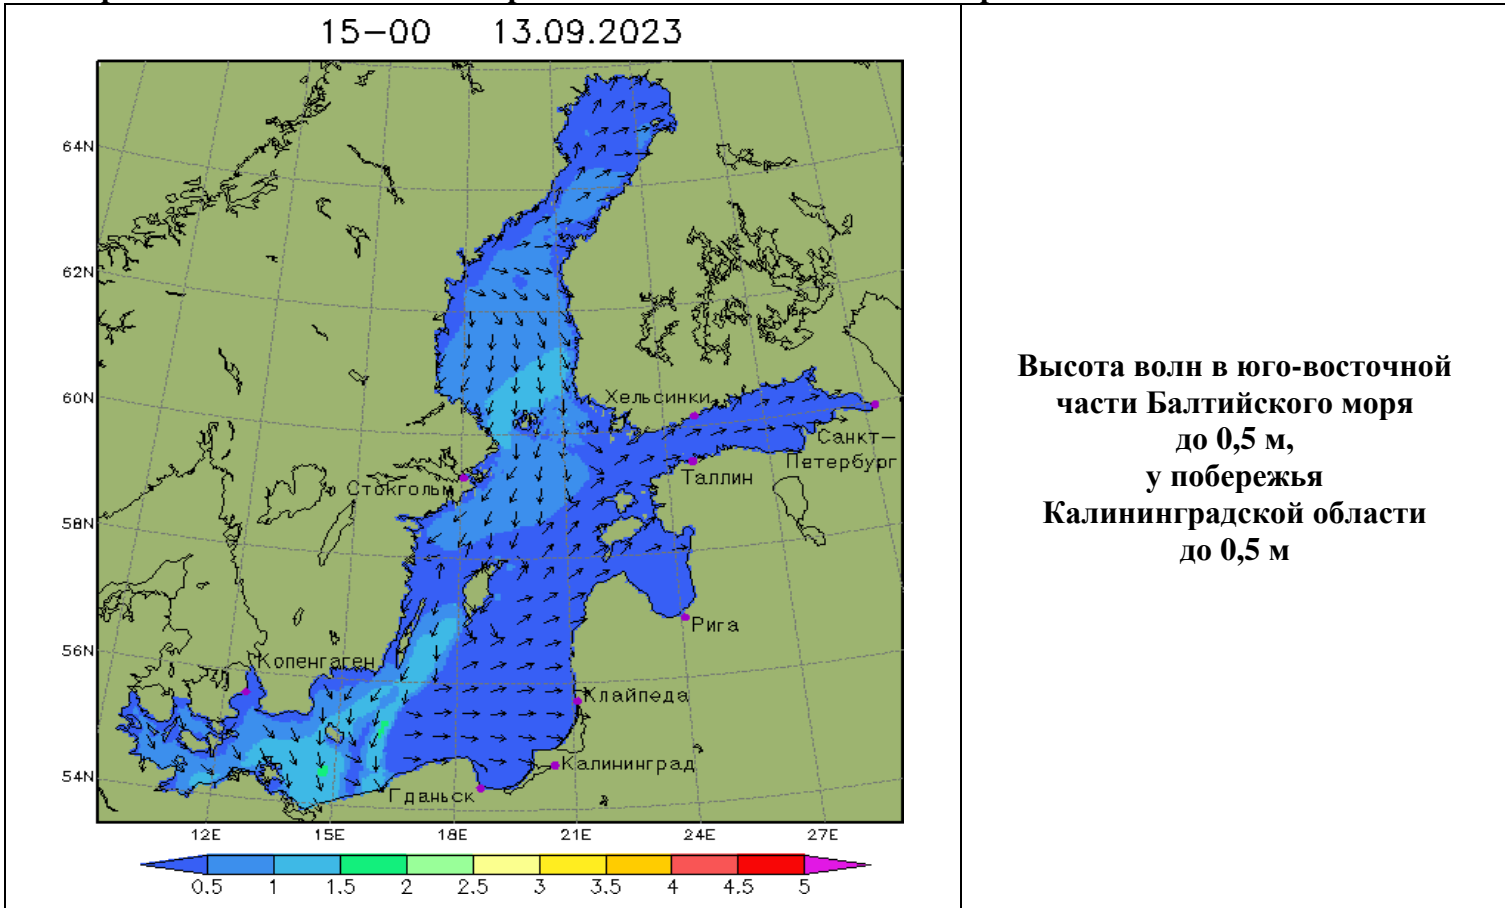 15-00 13.09.2023
64N
62N
60N
58N
56N
54N
Хельсинки
Санкт-
Петербург
Таллин
Стокгольм
Рига
Копенгаген
Клайпеда
Калининград
Гданьск
12E 15E 18E 21E 24E 27E
0.5 1 1.5 2 2.5 3 3.5 4 4.5 5
Высота волн в юго-восточной
части Балтийского моря
до 0,5 м,
у побережья
Калининградской области
до 0,5 м